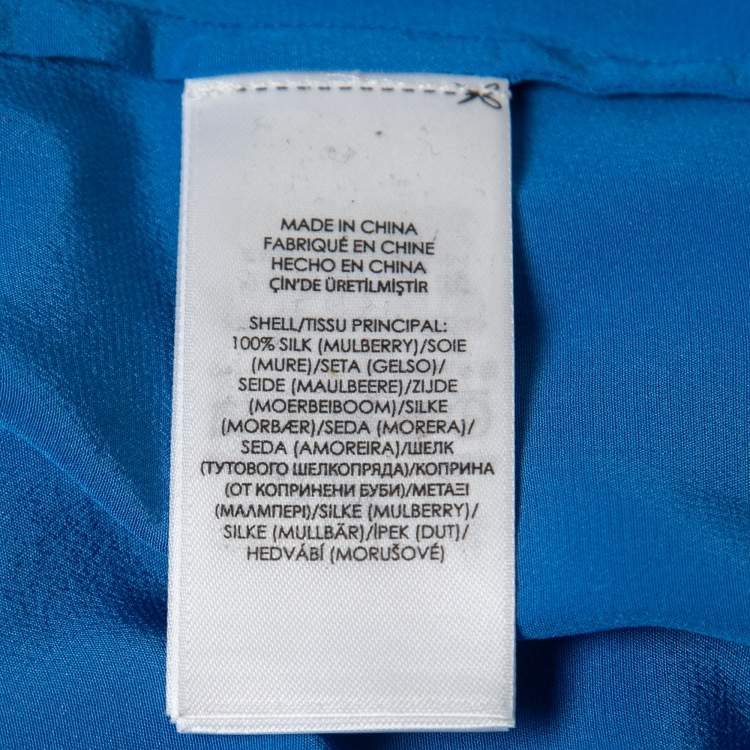 MADE IN CHINA
FABRIQUÉ EN CHINE
HECHO EN CHINA
ÇİN'DE ÜRETİLMİŞTİR
SHELL/TISSU PRINCIPAL:
100% SILK (MULBERRY)/SOIE
(MURE)/SETA (GELSO)/
SEIDE (MAULBEERE)/ZIJDE
(MOERBEIBOOM)/SILKE
(MORBÆR)/SEDA (MORERA)/
SEDA (AMOREIRA)/ШЕЛК
(ТУТОВОГО ШЕЛКОПРЯДА)/КОПРИНА
(ОТ КОПРИНЕНИ БУБИ)/ΜΕΤΑΞΙ
(ΜΑΛΜΠΕΡΙ)/SILKE (MULBERRY)/
SILKE (MULLBÄR)/İPEK (DUT)/
HEDVÁBÍ (MORUŠOVÉ)